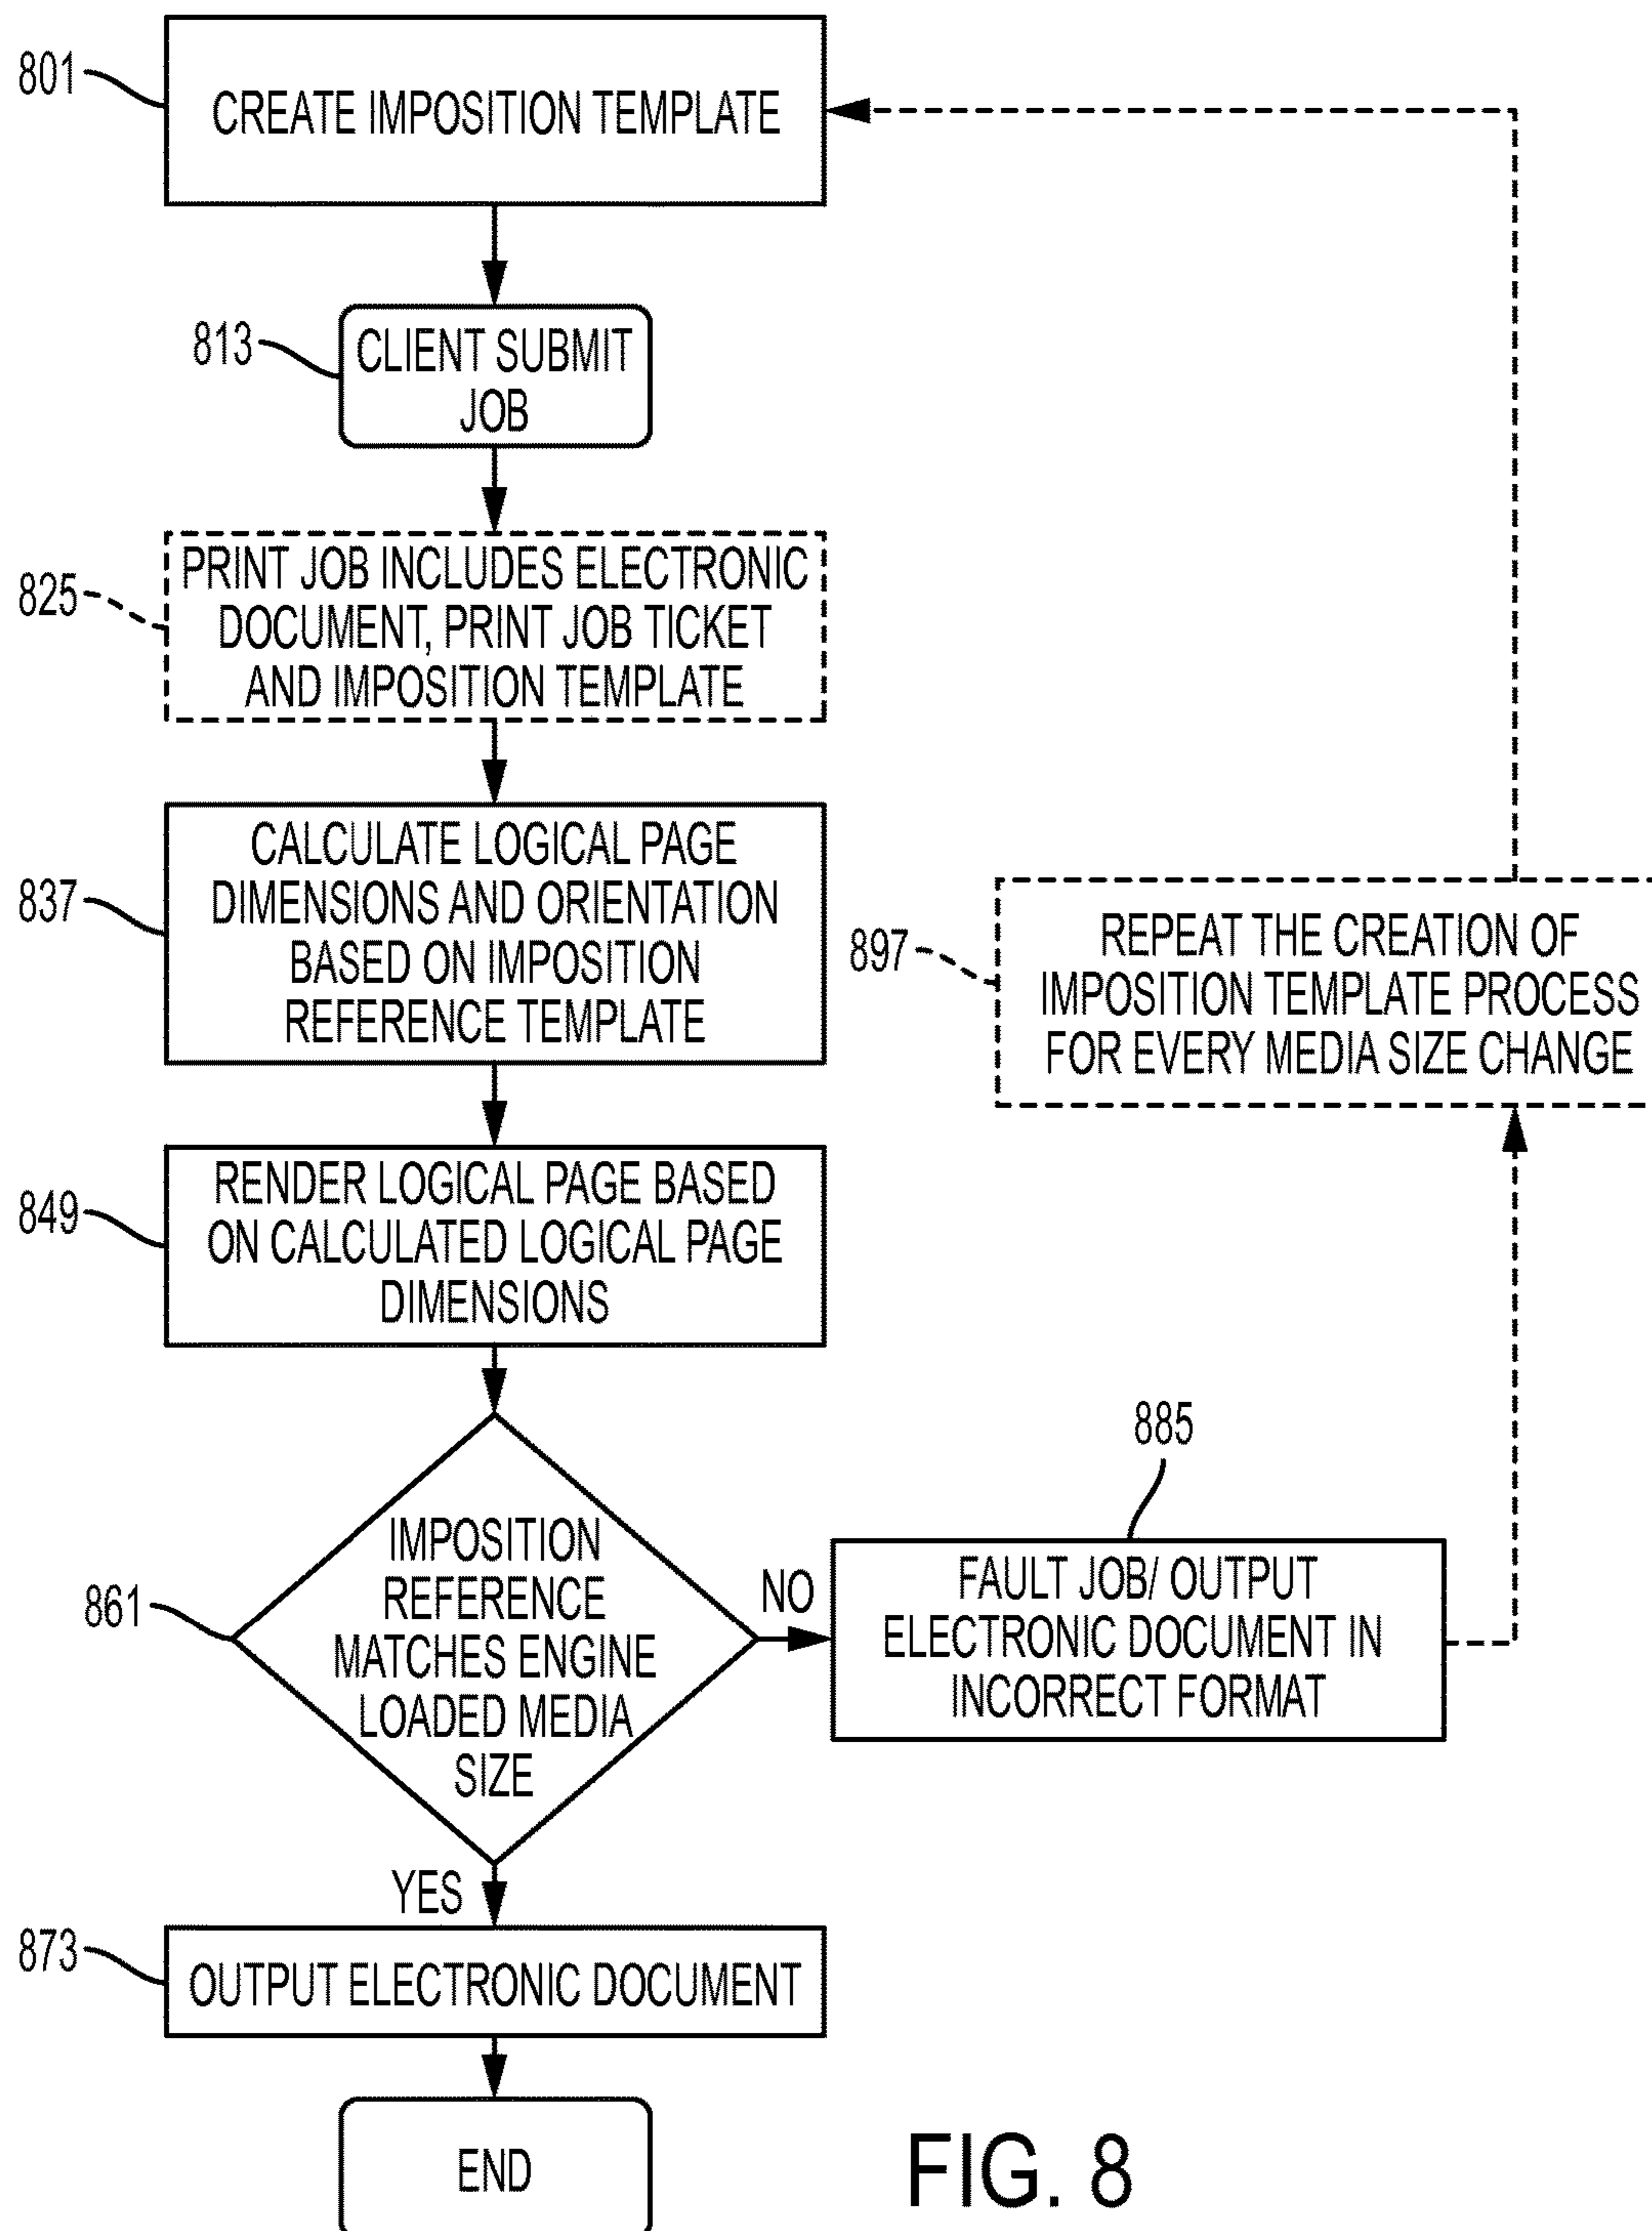 801
CREATE IMPOSITION TEMPLATE
813
CLIENT SUBMIT
JOB
825
PRINT JOB INCLUDES ELECTRONIC
DOCUMENT, PRINT JOB TICKET
AND IMPOSITION TEMPLATE
837
CALCULATE LOGICAL PAGE
DIMENSIONS AND ORIENTATION
BASED ON IMPOSITION
REFERENCE TEMPLATE
897
REPEAT THE CREATION OF
IMPOSITION TEMPLATE PROCESS
FOR EVERY MEDIA SIZE CHANGE
849
RENDER LOGICAL PAGE BASED
ON CALCULATED LOGICAL PAGE
DIMENSIONS
861
IMPOSITION
REFERENCE
MATCHES ENGINE
LOADED MEDIA
SIZE
NO
885
FAULT JOB/ OUTPUT
ELECTRONIC DOCUMENT IN
INCORRECT FORMAT
YES
873
OUTPUT ELECTRONIC DOCUMENT
END
FIG. 8